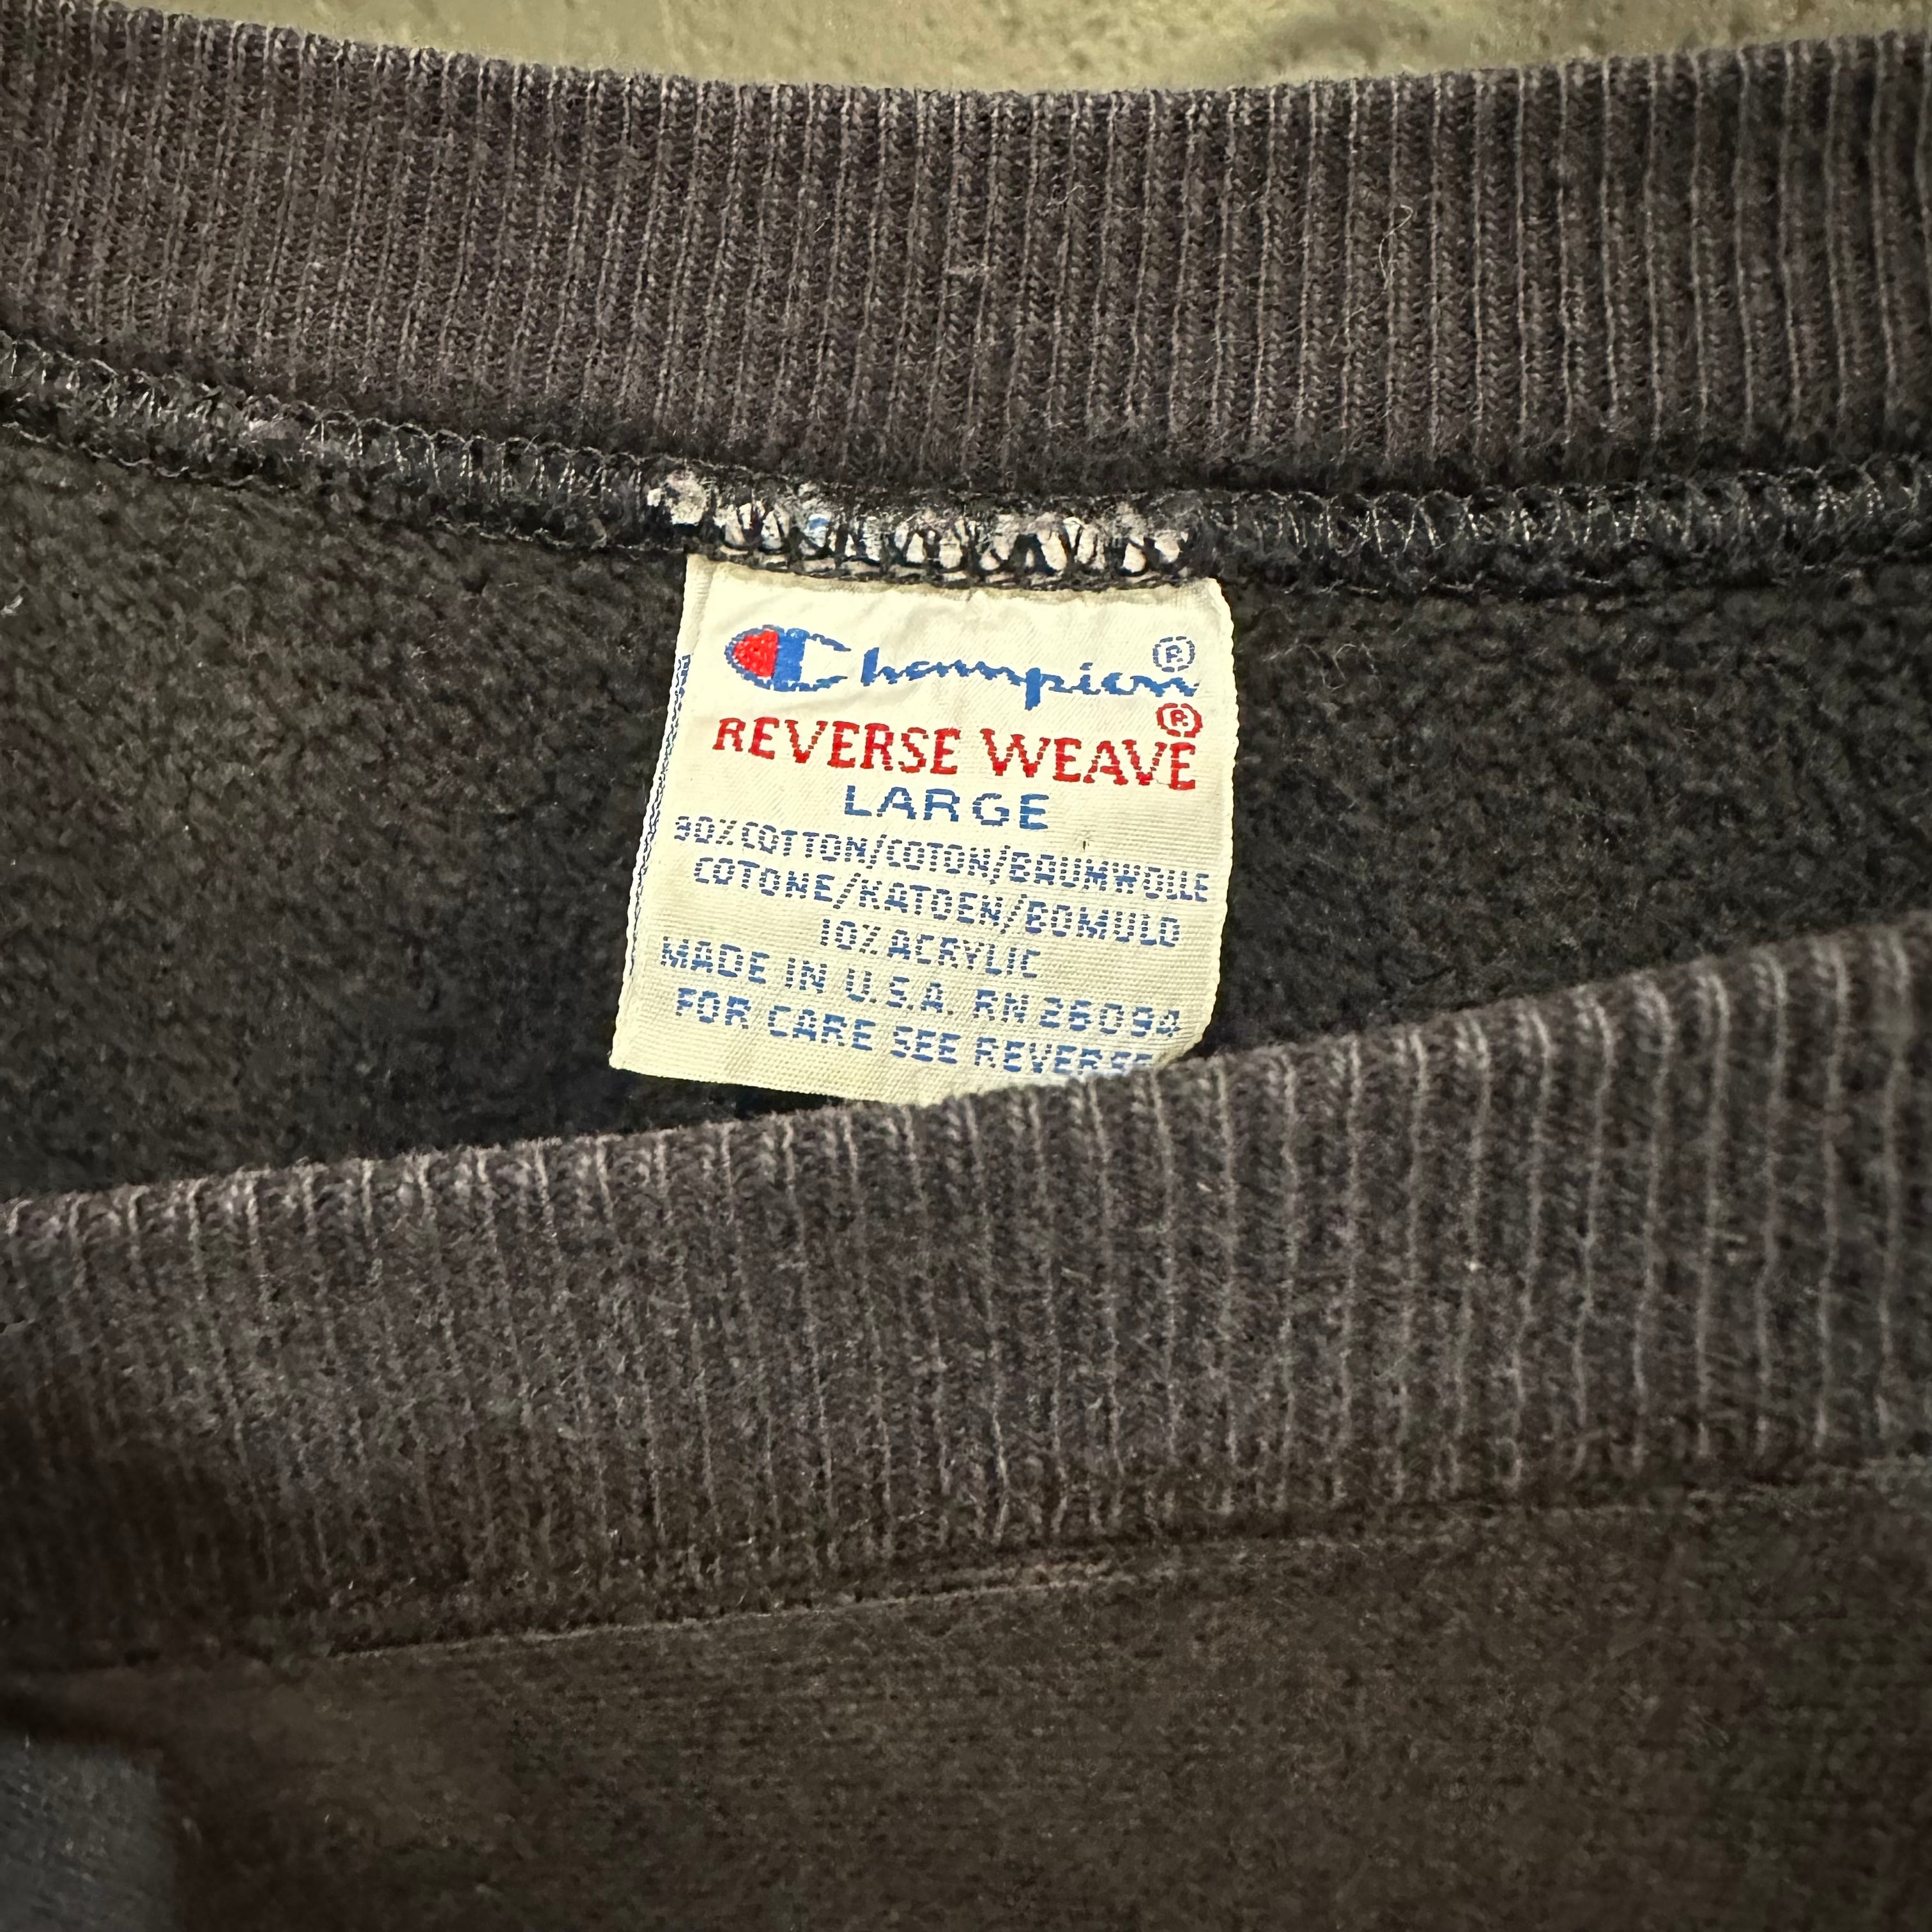 Champion®
REVERSE WEAVE®
LARGE
90% COTTON/COTON/BAUMWOLLE
COTONE/KATOEN/BOMULD
10% ACRYLIC
MADE IN U.S.A. RN 26094
FOR CARE SEE REVERSE